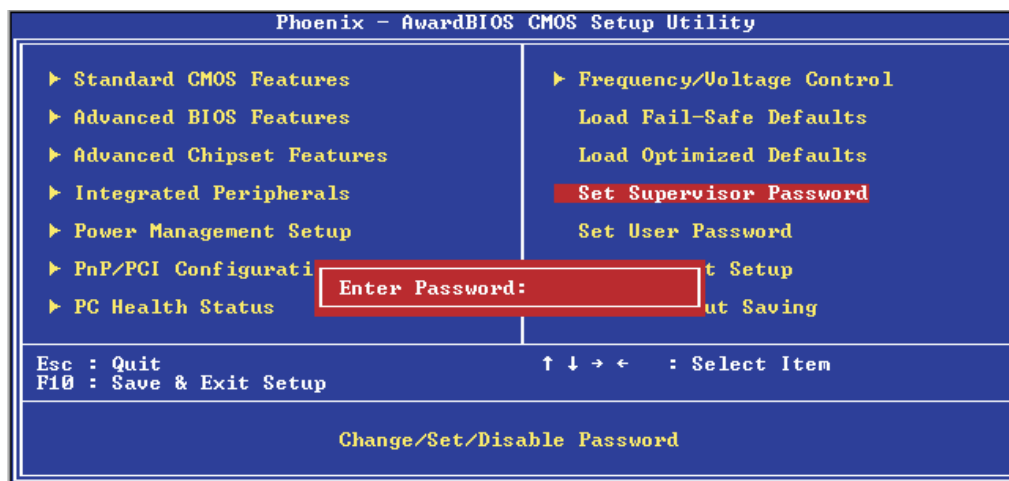 Phoenix - AwardBIOS CMOS Setup Utility
▶ Standard CMOS Features
▶ Advanced BIOS Features
▶ Advanced Chipset Features
▶ Integrated Peripherals
▶ Power Management Setup
▶ PnP/PCI Configurati
▶ PC Health Status
▶ Frequency/Voltage Control
Load Fail-Safe Defaults
Load Optimized Defaults
Set Supervisor Password
Set User Password
t Setup
ut Saving
Enter Password:
Esc : Quit
F10 : Save & Exit Setup
↑ ↓ → ← : Select Item
Change/Set/Disable Password